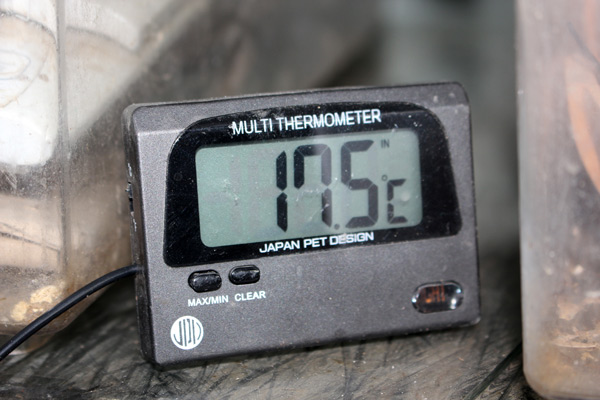 MULTI THERMOMETER
IN
17.5°C
JAPAN PET DESIGN
MAX/MIN CLEAR
JPD